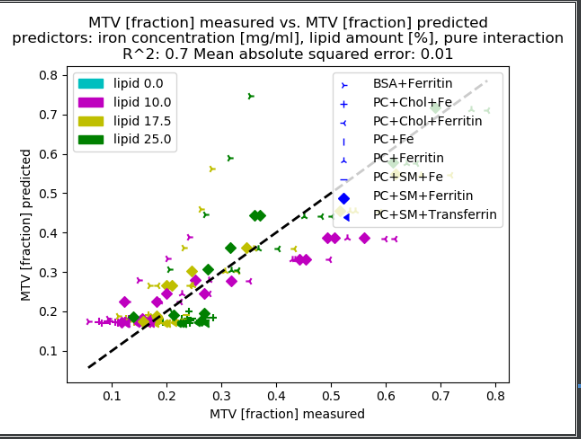 MTV [fraction] measured vs. MTV [fraction] predicted
predictors: iron concentration [mg/ml], lipid amount [%], pure interaction
R^2: 0.7 Mean absolute squared error: 0.01
lipid 0.0
lipid 10.0
lipid 17.5
lipid 25.0
BSA+Ferritin
PC+Chol+Fe
PC+Chol+Ferritin
PC+Fe
PC+Ferritin
PC+SM+Fe
PC+SM+Ferritin
PC+SM+Transferrin
MTV [fraction] predicted
0.8
0.7
0.6
0.5
0.4
0.3
0.2
0.1
0.1 0.2 0.3 0.4 0.5 0.6 0.7 0.8
MTV [fraction] measured